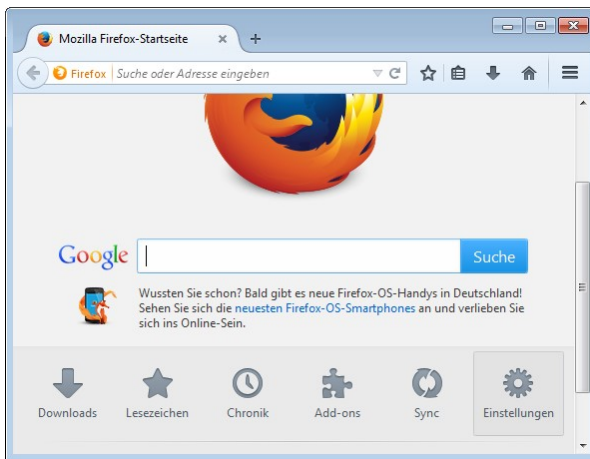 Mozilla Firefox-Startseite
Firefox Suche oder Adresse eingeben
Google
Suche
Wussten Sie schon? Bald gibt es neue Firefox-OS-Handys in Deutschland!
Sehen Sie sich die neuesten Firefox-OS-Smartphones an und verlieben Sie
sich ins Online-Sein.
Downloads Lesezeichen Chronik Add-ons Sync Einstellungen